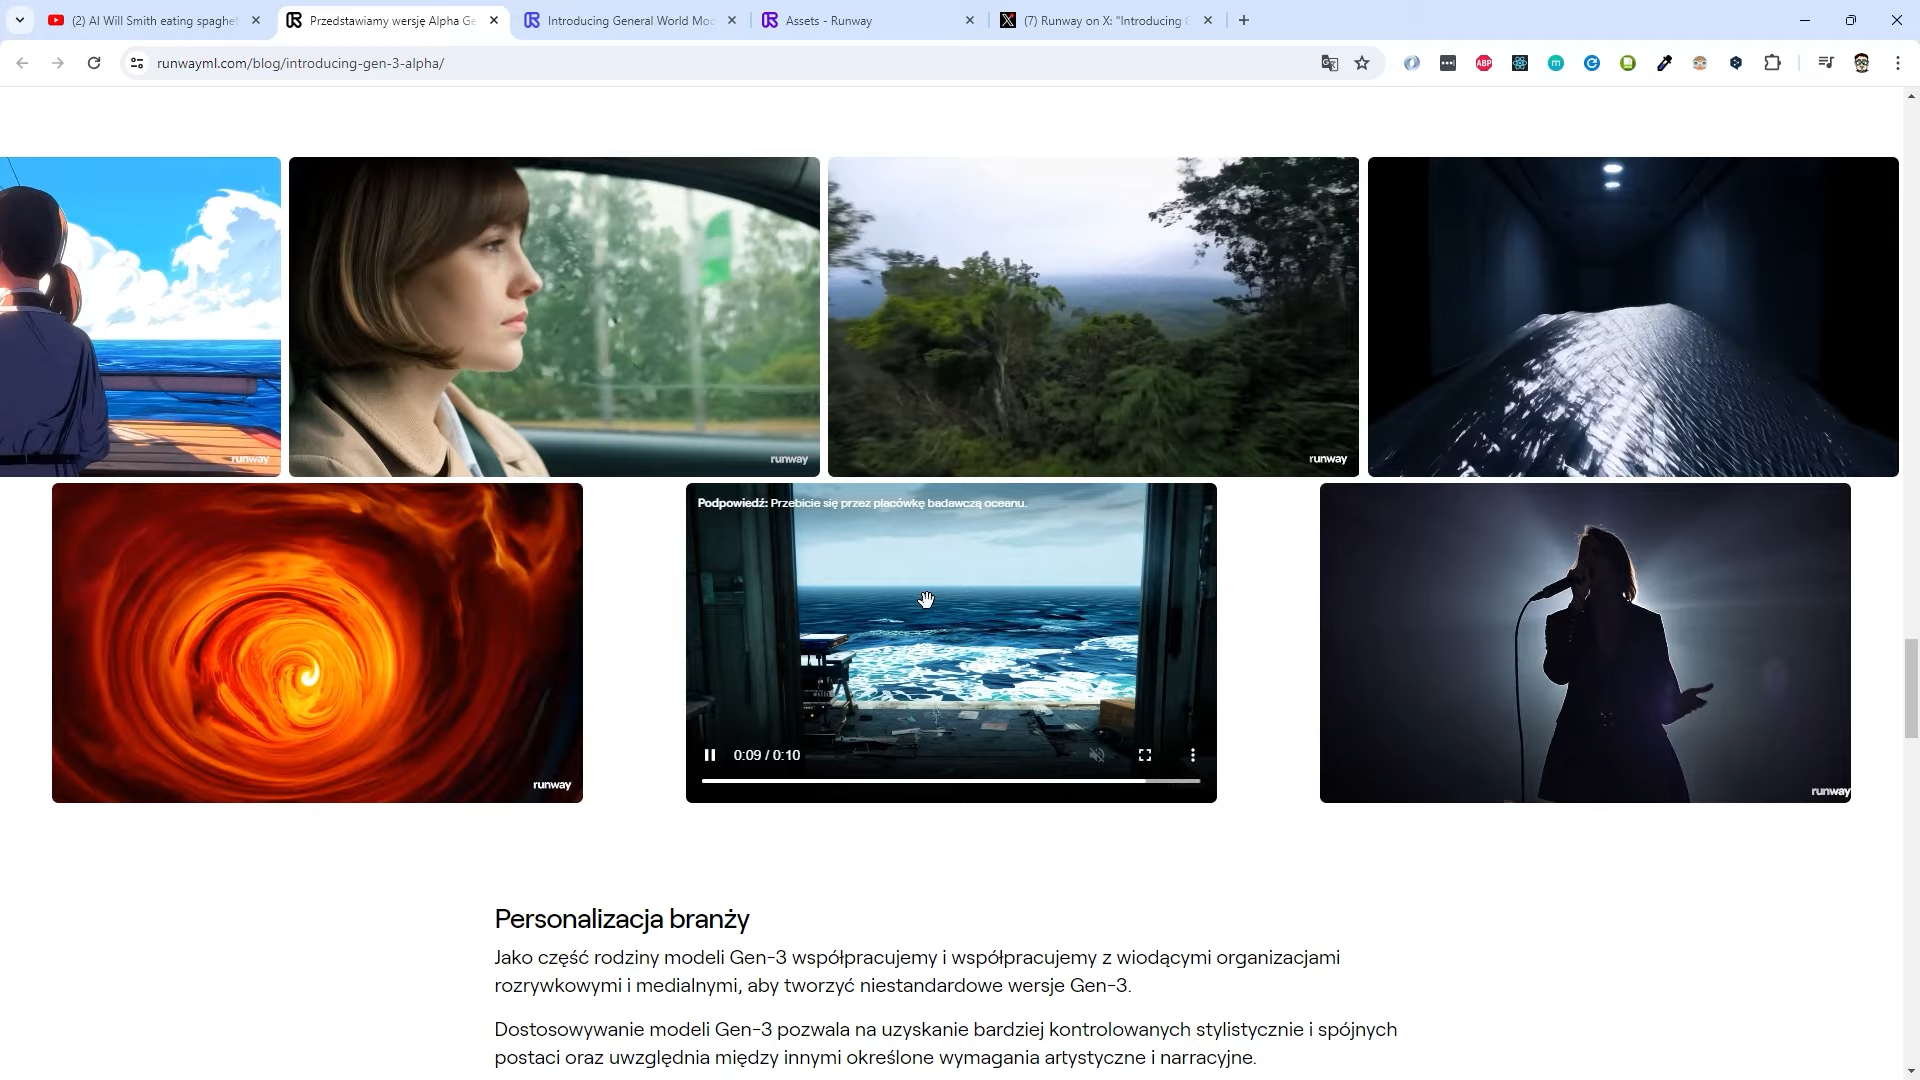 (2) AI Will Smith eating spaghet
Przedstawiamy wersję Alpha Ge
Introducing General World Moc
Assets - Runway
(7) Runway on X: "Introducing G
runwayml.com/blog/introducing-gen-3-alpha/
ABP
runway
runway
runway
Podpowiedź: Przebicie się przez placówkę badawczą oceanu.
0:09 / 0:10
runway
runway
Personalizacja branży
Jako część rodziny modeli Gen-3 współpracujemy i współpracujemy z wiodącymi organizacjami
rozrywkowymi i medialnymi, aby tworzyć niestandardowe wersje Gen-3.
Dostosowywanie modeli Gen-3 pozwala na uzyskanie bardziej kontrolowanych stylistycznie i spójnych
postaci oraz uwzględnia między innymi określone wymagania artystyczne i narracyjne.